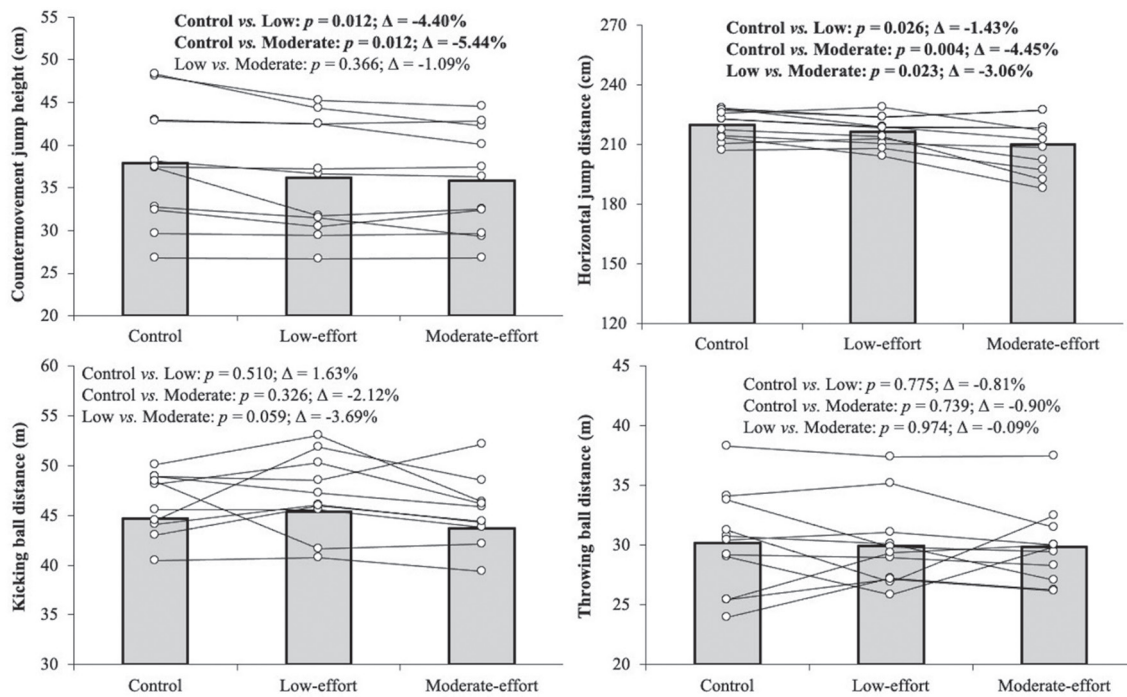 Control vs. Low: p = 0.012; Δ = -4.40%
Control vs. Moderate: p = 0.012; Δ = -5.44%
Low vs. Moderate: p = 0.366; Δ = -1.09%
Countermovement jump height (cm)
55
50
45
40
35
30
25
20
Control
Low-effort
Moderate-effort
Control vs. Low: p = 0.026; Δ = -1.43%
Control vs. Moderate: p = 0.004; Δ = -4.45%
Low vs. Moderate: p = 0.023; Δ = -3.06%
Horizontal jump distance (cm)
270
240
210
180
150
120
Control
Low-effort
Moderate-effort
Control vs. Low: p = 0.510; Δ = 1.63%
Control vs. Moderate: p = 0.326; Δ = -2.12%
Low vs. Moderate: p = 0.059; Δ = -3.69%
Kicking ball distance (m)
60
55
50
45
40
35
30
Control
Low-effort
Moderate-effort
Control vs. Low: p = 0.775; Δ = -0.81%
Control vs. Moderate: p = 0.739; Δ = -0.90%
Low vs. Moderate: p = 0.974; Δ = -0.09%
Throwing ball distance (m)
45
40
35
30
25
20
Control
Low-effort
Moderate-effort